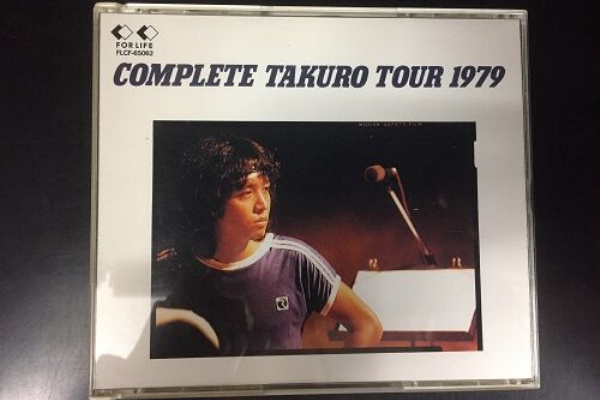 FOR LIFE
FLCF-65062
COMPLETE TAKURO TOUR 1979